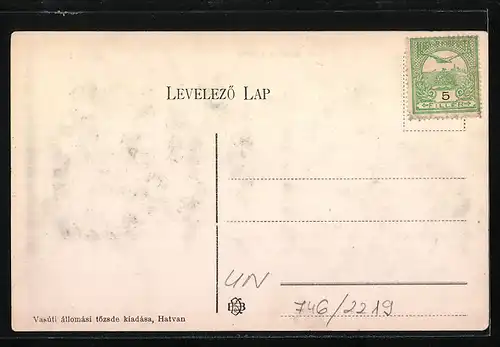 LEVELEZŐ LAP
5
FILLÉR
UN
746/2219
Vasúti állomási tőzsde kiadása, Hatvan